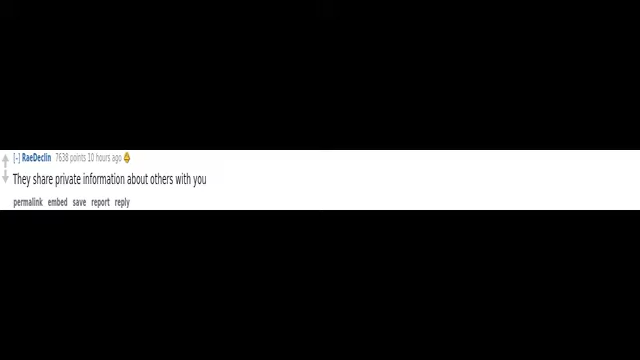 [-] RaeDeclin 7638 points 10 hours ago
They share private information about others with you
permalink embed save report reply